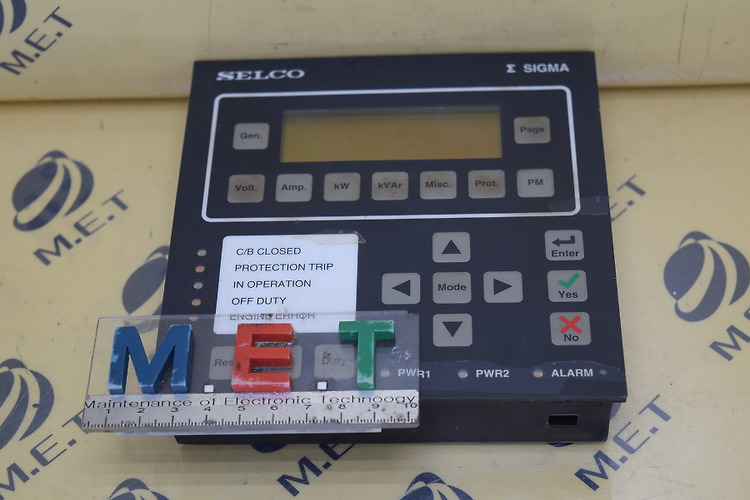 M.E.T
SELCO
Σ SIGMA
Gen.
Page
Volt.
Amp.
kW
kVAr
Misc.
Prot.
PM
C/B CLOSED
PROTECTION TRIP
IN OPERATION
OFF DUTY
ENGINE ERROR
Enter
Mode
Yes
No
M.E.T
Duty
PWR1
PWR2
ALARM
Maintenance of Electronic Technoogy
1 2 3 4 5 6 7 8 9 10
M.E.T
M.E.T
M.E.T
M.E.T
M.E.T